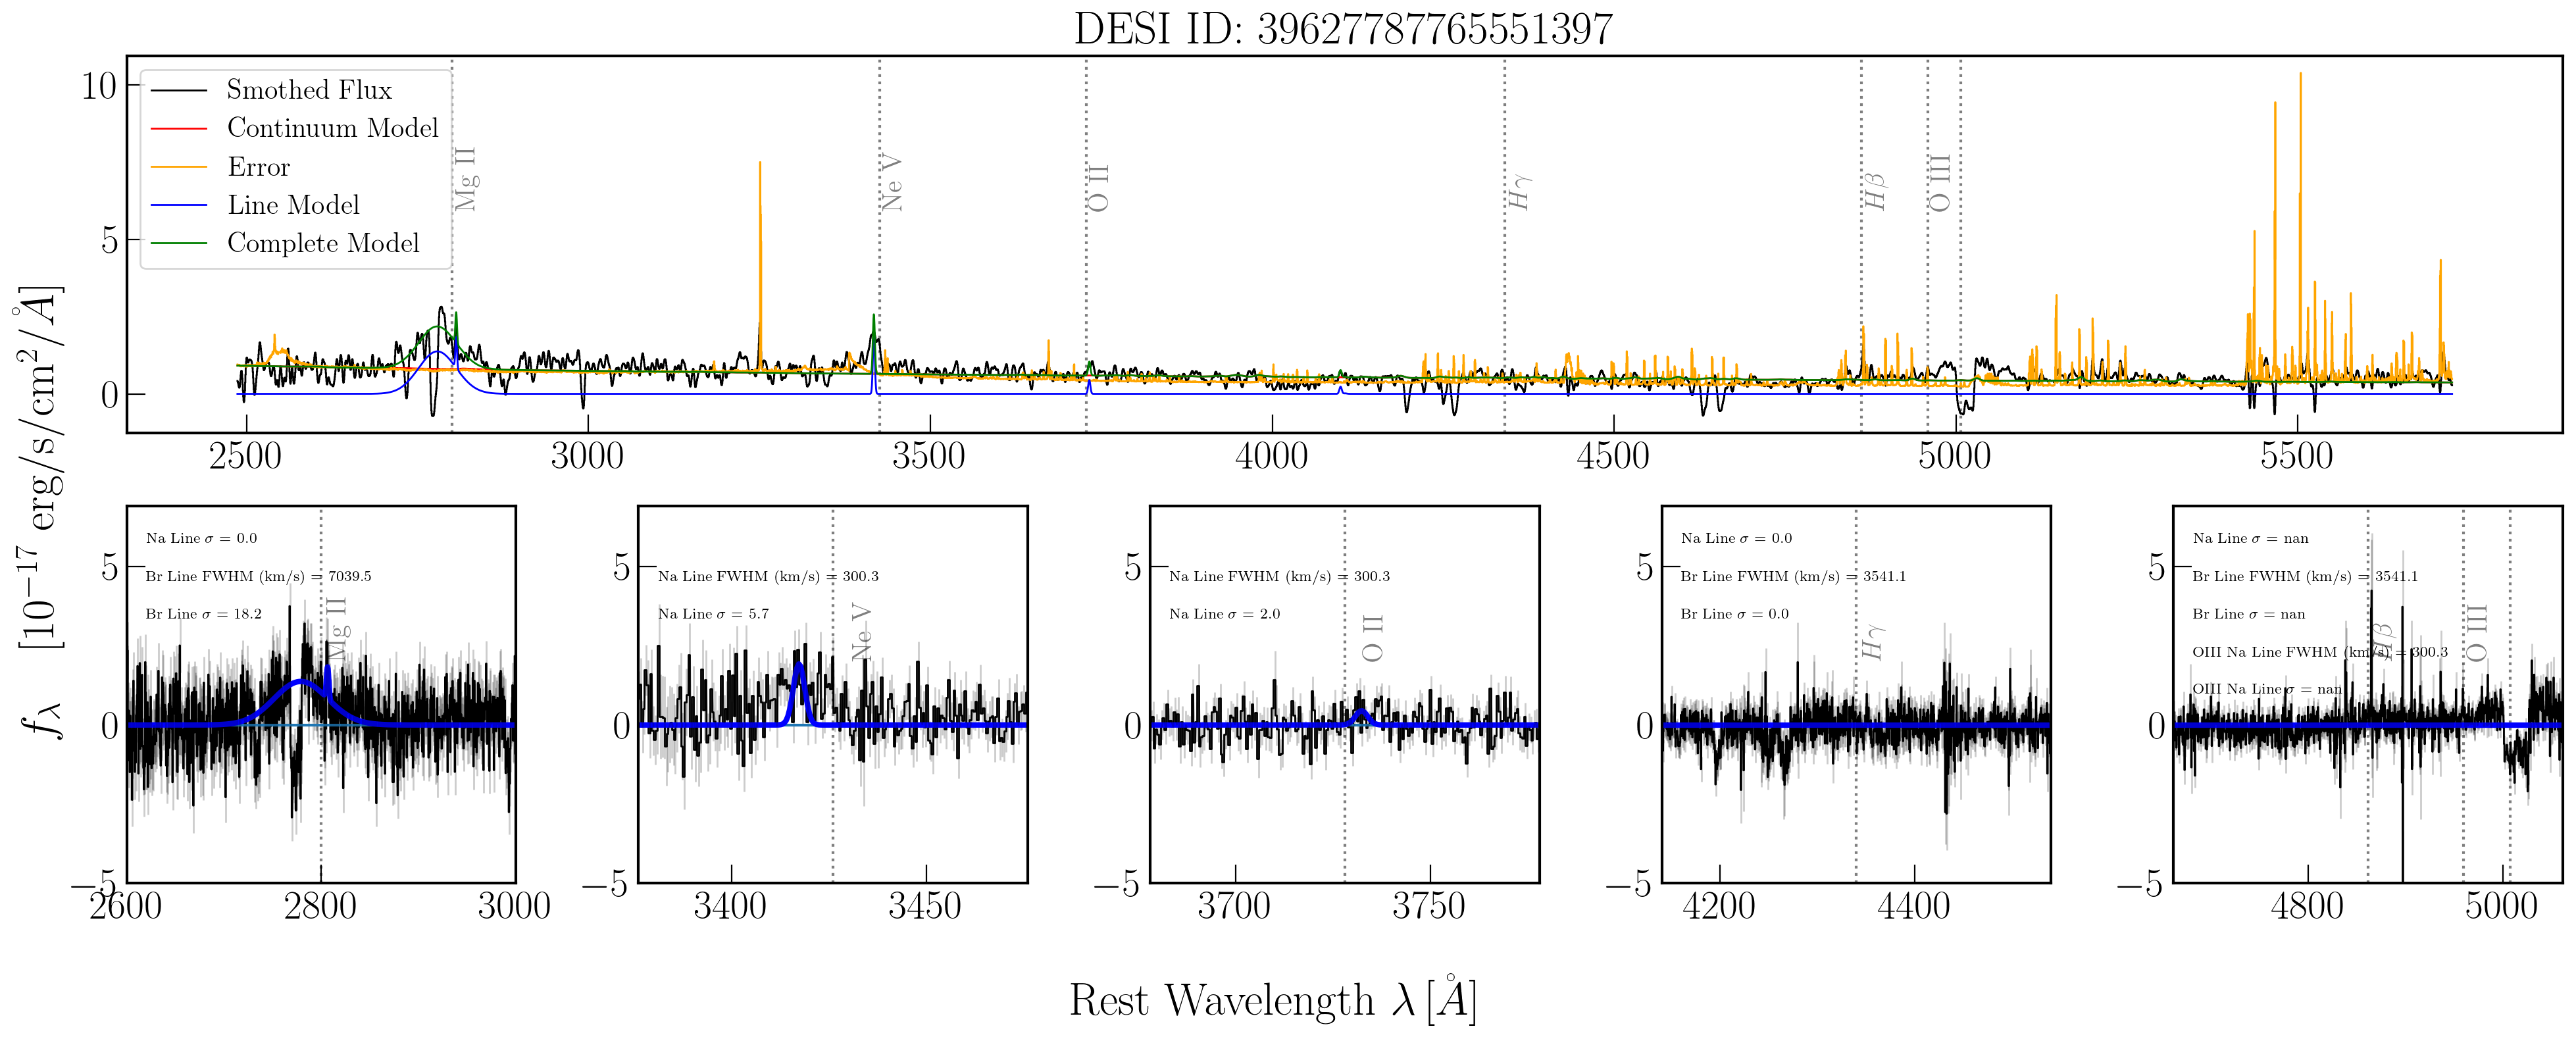 DESI ID: 39627787765551397
Smothed Flux
Continuum Model
Error
Line Model
Complete Model
Mg II
Ne V
O II
Hγ
Hβ
O III
10
5
0
2500 3000 3500 4000 4500 5000 5500
fλ [10⁻¹⁷ erg/s/cm²/Å]
Na Line σ = 0.0
Br Line FWHM (km/s) = 7039.5
Br Line σ = 18.2
Mg II
5
0
−5
2600 2800 3000
Na Line FWHM (km/s) = 300.3
Na Line σ = 5.7
Ne V
5
0
−5
3400 3450
Na Line FWHM (km/s) = 300.3
Na Line σ = 2.0
O II
5
0
−5
3700 3750
Na Line σ = 0.0
Br Line FWHM (km/s) = 3541.1
Br Line σ = 0.0
Hγ
5
0
−5
4200 4400
Na Line σ = nan
Br Line FWHM (km/s) = 3541.1
Br Line σ = nan
OIII Na Line FWHM (km/s) = 300.3
OIII Na Line σ = nan
Hβ
O III
5
0
−5
4800 5000
Rest Wavelength λ [Å]